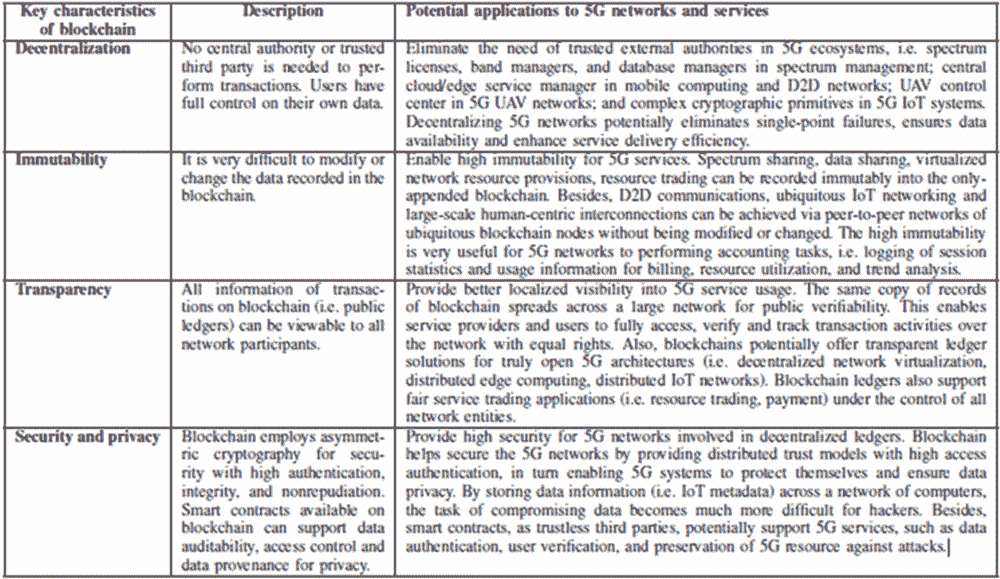 Key characteristics
of blockchain
Description
Potential applications to 5G networks and services
Decentralization
No central authority or trusted
third party is needed to per-
form transactions. Users have
full control on their own data.
Eliminate the need of trusted external authorities in 5G ecosystems, i.e. spectrum
licenses, band managers, and database managers in spectrum management; central
cloud/edge service manager in mobile computing and D2D networks; UAV control
center in 5G UAV networks; and complex cryptographic primitives in 5G IoT systems.
Decentralizing 5G networks potentially eliminates single-point failures, ensures data
availability and enhance service delivery efficiency.
Immutability
It is very difficult to modify or
change the data recorded in the
blockchain.
Enable high immutability for 5G services. Spectrum sharing, data sharing, virtualized
network resource provisions, resource trading can be recorded immutably into the only-
appended blockchain. Besides, D2D communications, ubiquitous IoT networking and
large-scale human-centric interconnections can be achieved via peer-to-peer networks of
ubiquitous blockchain nodes without being modified or changed. The high immutability
is very useful for 5G networks to performing accounting tasks, i.e. logging of session
statistics and usage information for billing, resource utilization, and trend analysis.
Transparency
All information of transac-
tions on blockchain (i.e. public
ledgers) can be viewable to all
network participants.
Provide better localized visibility into 5G service usage. The same copy of records
of blockchain spreads across a large network for public verifiability. This enables
service providers and users to fully access, verify and track transaction activities over
the network with equal rights. Also, blockchains potentially offer transparent ledger
solutions for truly open 5G architectures (i.e. decentralized network virtualization,
distributed edge computing, distributed IoT networks). Blockchain ledgers also support
fair service trading applications (i.e. resource trading, payment) under the control of all
network entities.
Security and privacy
Blockchain employs asymmet-
ric cryptography for secu-
rity with high authentication,
integrity, and nonrepudiation.
Smart contracts available on
blockchain can support data
auditability, access control and
data provenance for privacy.
Provide high security for 5G networks involved in decentralized ledgers. Blockchain
helps secure the 5G networks by providing distributed trust models with high access
authentication, in turn enabling 5G systems to protect themselves and ensure data
privacy. By storing data information (i.e. IoT metadata) across a network of computers,
the task of compromising data becomes much more difficult for hackers. Besides,
smart contracts, as trustless third parties, potentially support 5G services, such as data
authentication, user verification, and preservation of 5G resource against attacks.